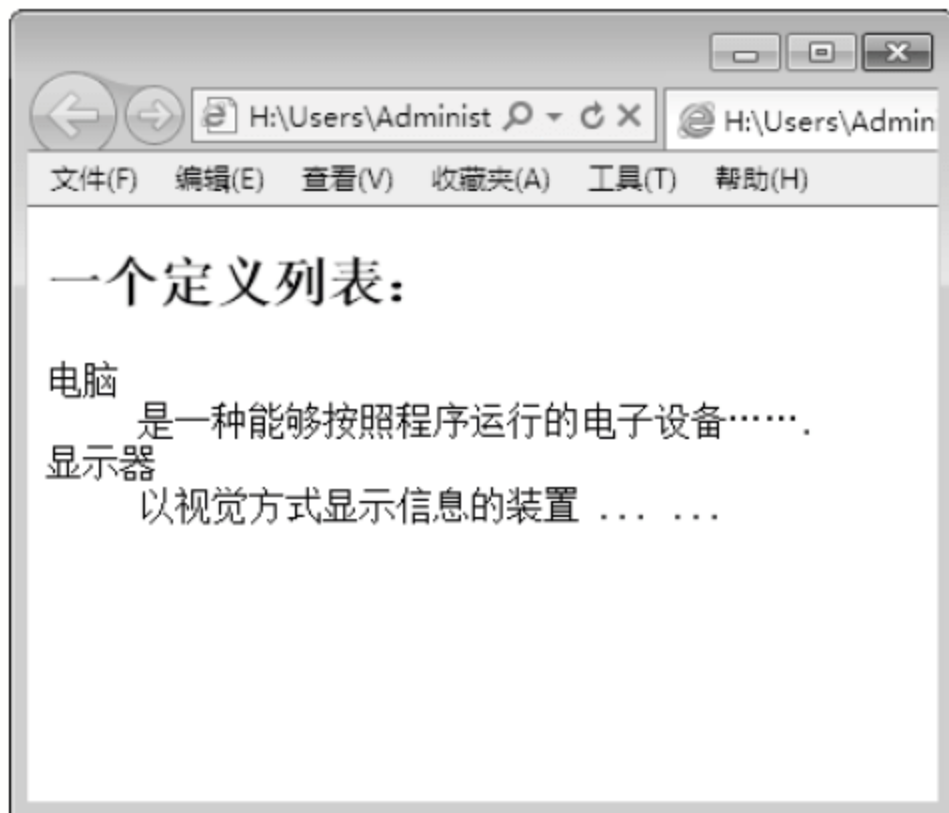 H:\Users\Administ
H:\Users\Admin
文件(F) 编辑(E) 查看(V) 收藏夹(A) 工具(T) 帮助(H)
一个定义列表：
电脑
是一种能够按照程序运行的电子设备…….
显示器
以视觉方式显示信息的装置 ... ...